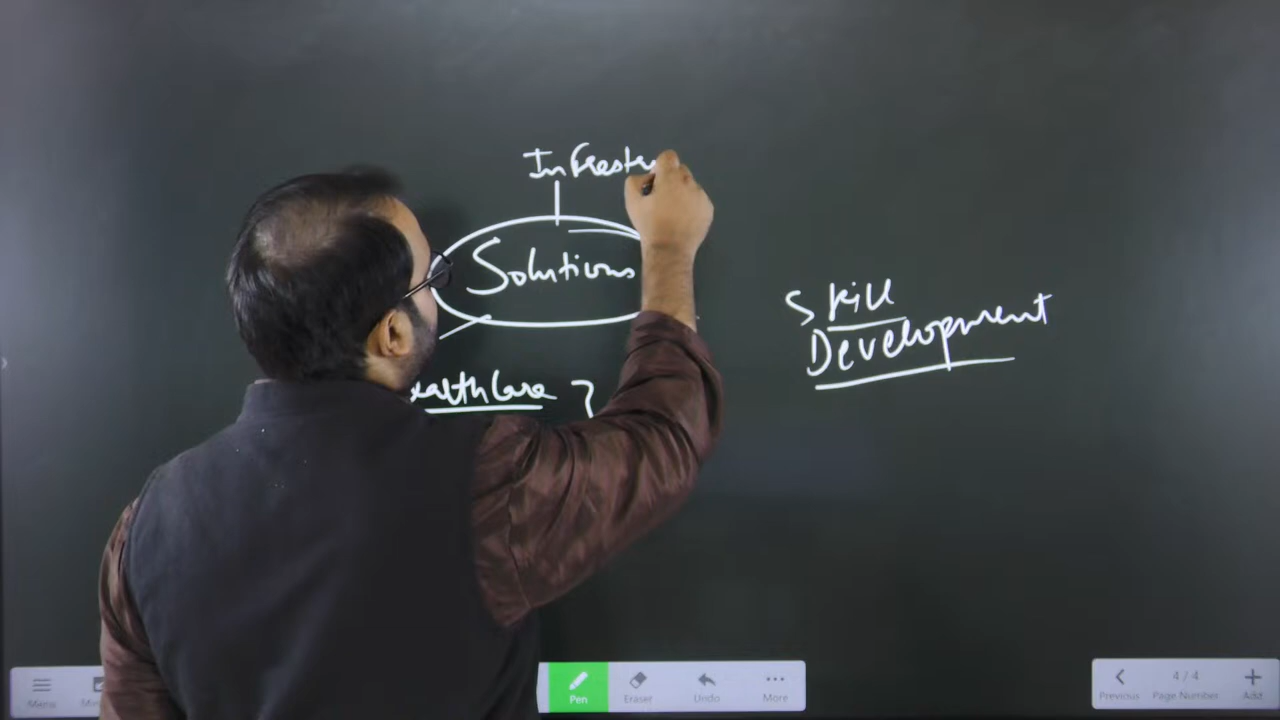 Infrastr
Solutions
Skill
Development
ealthCare
Menu
Pen
Eraser
Undo
More
Previous
4/4
Page Number
Add